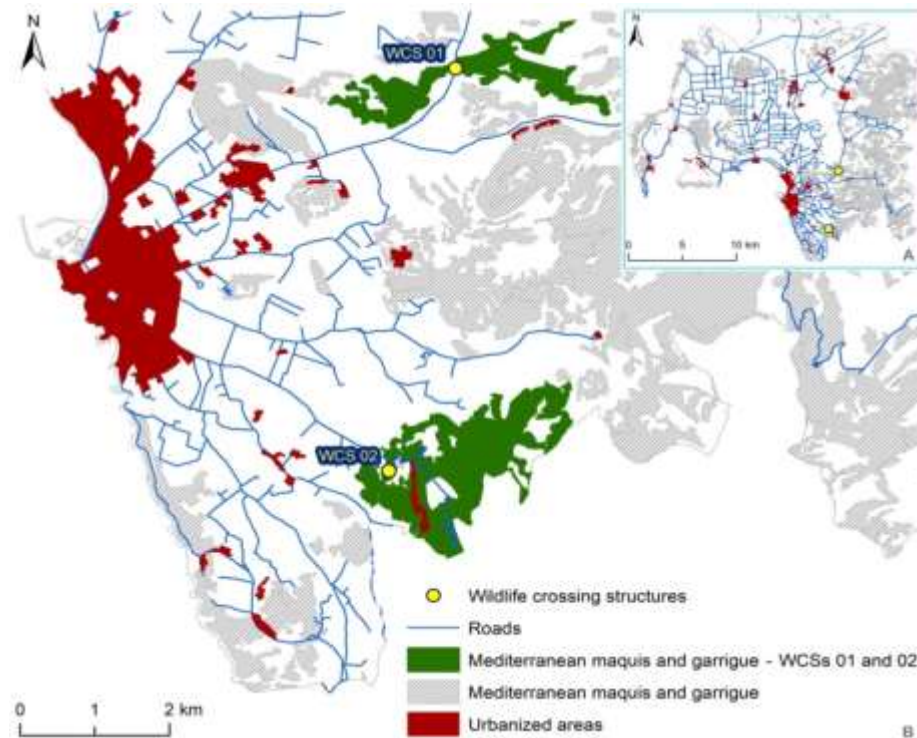 N
WCS 01
N
0 5 10 km
A
WCS 02
Wildlife crossing structures
Roads
Mediterranean maquis and garrigue - WCSs 01 and 02
Mediterranean maquis and garrigue
Urbanized areas
0 1 2 km
B